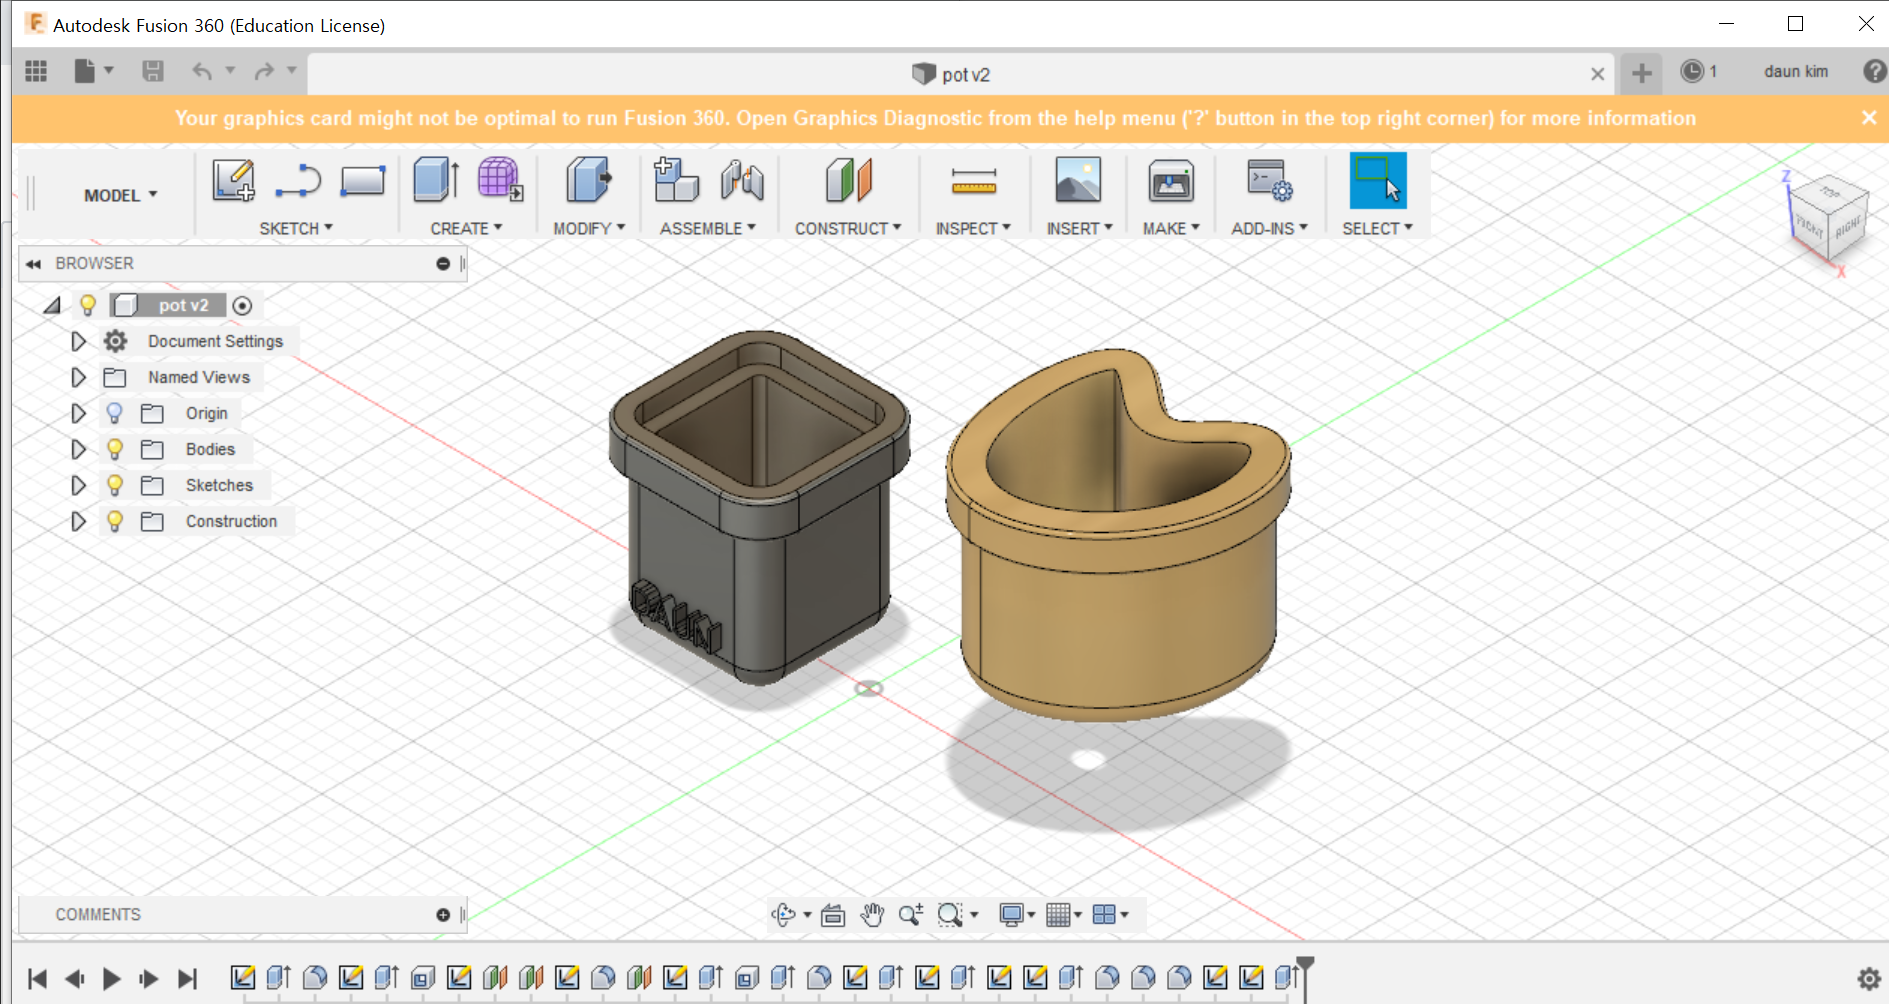 Autodesk Fusion 360 (Education License)
pot v2
1
daun kim
?
Your graphics card might not be optimal to run Fusion 360. Open Graphics Diagnostic from the help menu ('?' button in the top right corner) for more information
MODEL
SKETCH
CREATE
MODIFY
ASSEMBLE
CONSTRUCT
INSPECT
INSERT
MAKE
ADD-INS
SELECT
Z
TOP
FRONT
RIGHT
X
BROWSER
pot v2
Document Settings
Named Views
Origin
Bodies
Sketches
Construction
DAUN
COMMENTS